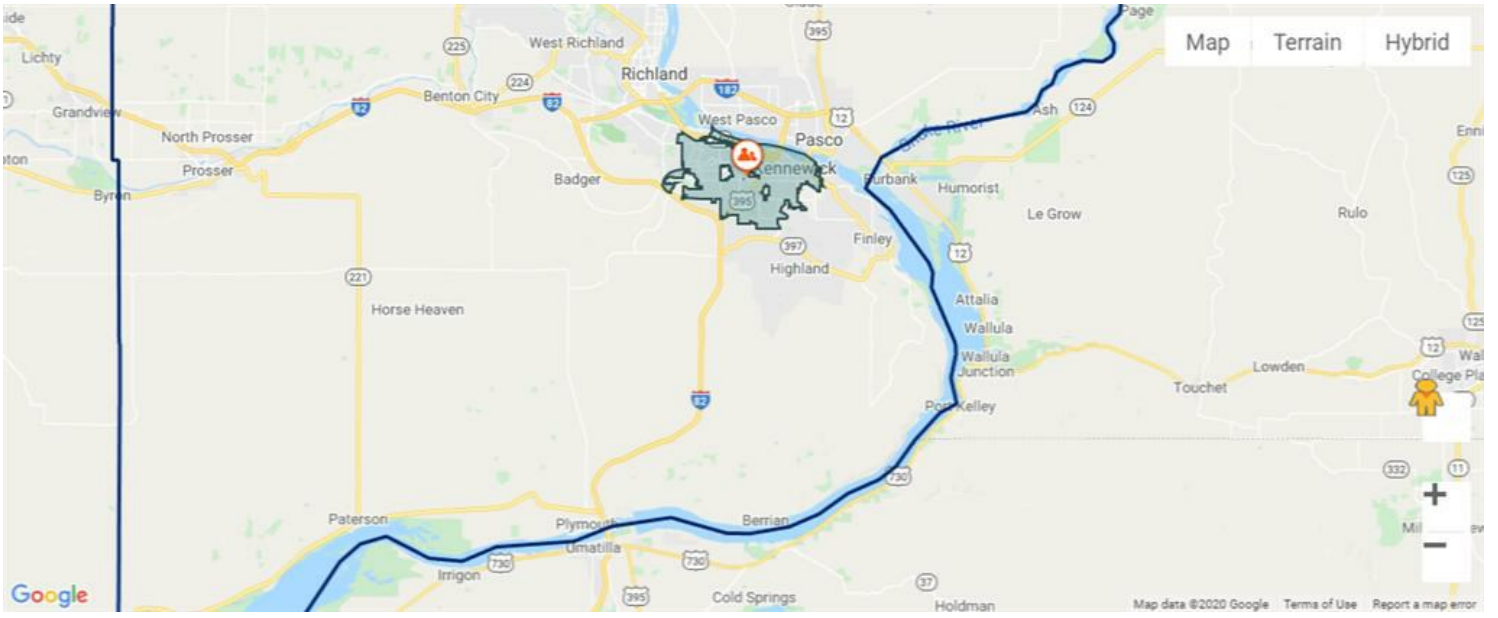 Page
395
Map Terrain Hybrid
225
West Richland
Lichty
Richland
224
82
Benton City
82
182
Grandview
West Pasco
12
Ash
124
Snake River
North Prosser
Pasco
Prosser
Kennewick
Badger
Burbank
Humorist
125
Byron
395
Le Grow
Rulo
397
Finley
12
Highland
221
Horse Heaven
Attalia
125
Wallula
12
Wallula
Junction
Lowden
College Pla
Touchet
82
Port Kelley
332
11
730
Paterson
Plymouth
Berrian
Umatilla
730
730
Irrigon
37
395
Cold Springs
Holdman
+
−
Google
Map data ©2020 Google Terms of Use Report a map error